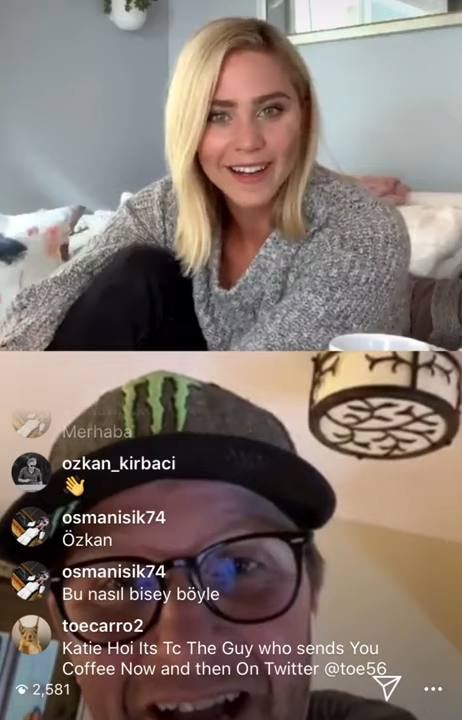 Merhaba
ozkan_kirbaci
👋
osmanisik74
Özkan
osmanisik74
Bu nasıl bisey böyle
toecarro2
Katie Hoi Its Tc The Guy who sends You
Coffee Now and then On Twitter @toe56
2,581